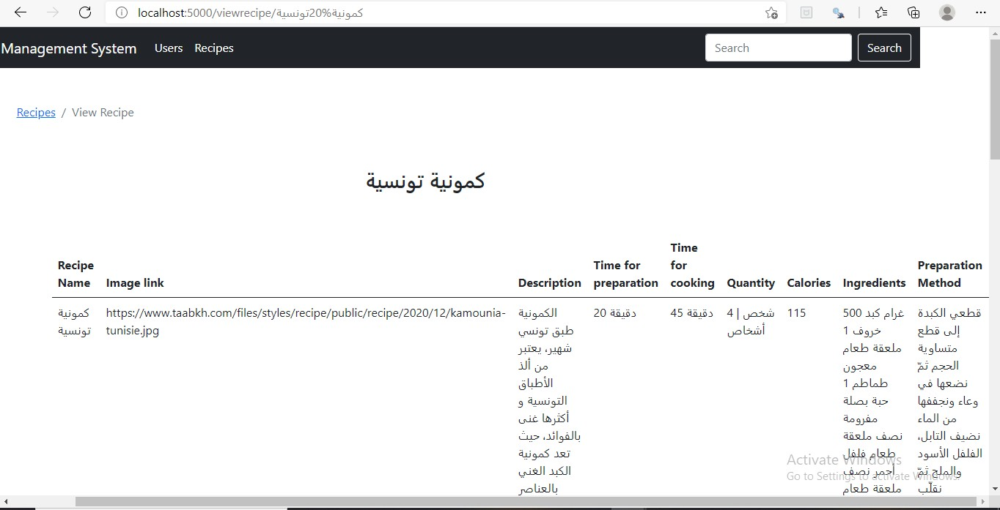 localhost:5000/viewrecipe/كمونية%20تونسية
Management System Users Recipes Search Search
Recipes / View Recipe
كمونية تونسية
Recipe Name
Image link
Description
Time for preparation
Time for cooking
Quantity
Calories
Ingredients
Preparation Method
كمونية
تونسية
https://www.taabkh.com/files/styles/recipe/public/recipe/2020/12/kamounia-
tunisie.jpg
الكمونية
طبق تونسي
شهير، يعتبر
من ألذ
الأطباق
التونسية و
أكثرها غنى
بالفوائد، حيث
تعد كمونية
الكبد الغني
بالعناصر
20 دقيقة
45 دقيقة
4 شخص | أشخاص
115
500 غرام كبد
خروف 1
ملعقة طعام
معجون
طماطم 1
حبة بصلة
مفرومة
نصف ملعقة
طعام فلفل
أحمر نصف
ملعقة طعام
قطعي الكبدة
إلى قطع
متساوية
الحجم ثمّ
نضعها في
وعاء ونجففها
من الماء
نضيف التابل،
الفلفل الأسود
والملح ثمّ
نقلّب
Activate Windows
Go to Settings to activate Windows.